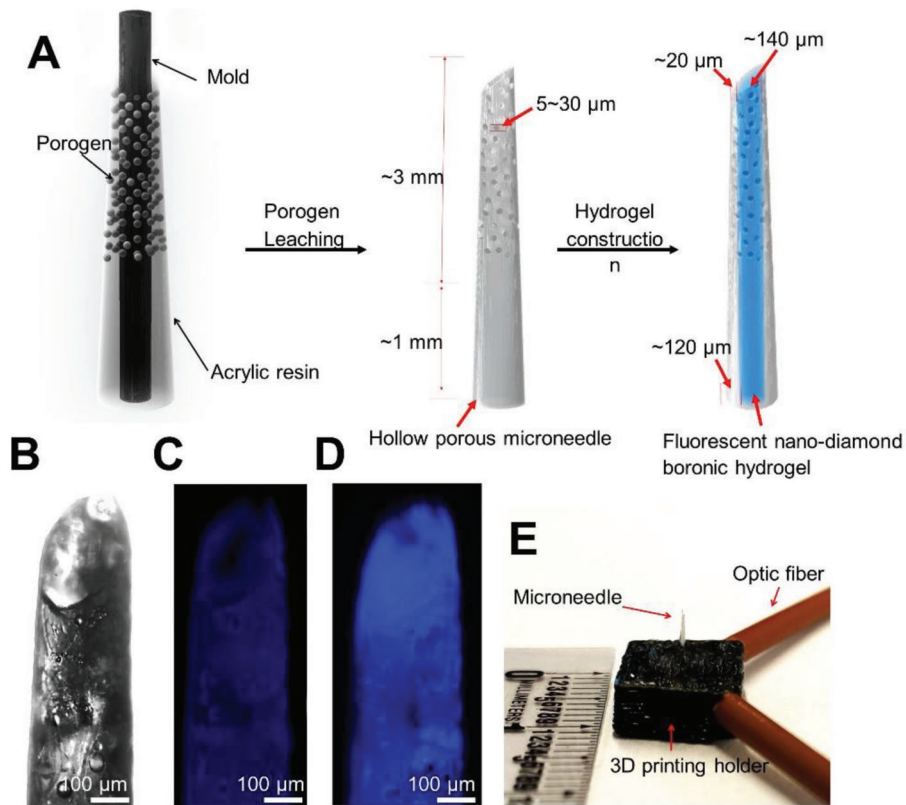 A
Mold
Porogen
Acrylic resin
Porogen
Leaching
~3 mm
~1 mm
5~30 µm
Hollow porous microneedle
Hydrogel
constructio
n
~20 µm
~140 µm
~120 µm
Fluorescent nano-diamond
boronic hydrogel
B
100 µm
C
100 µm
D
100 µm
E
Microneedle
Optic fiber
3D printing holder
0
MILLIMETERS